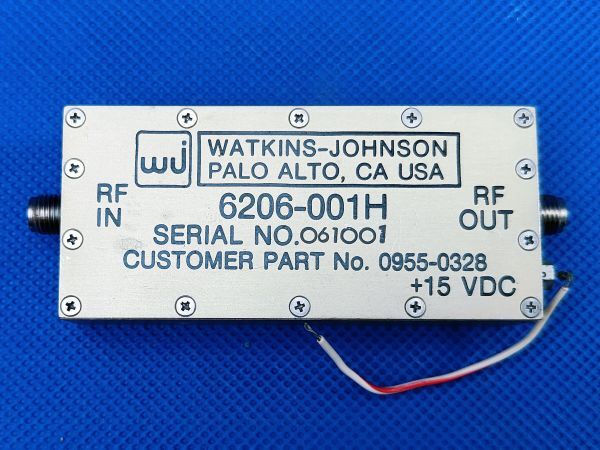 wj
WATKINS-JOHNSON
PALO ALTO, CA USA
RF
IN
6206-001H
RF
OUT
SERIAL NO. 061001
CUSTOMER PART No. 0955-0328
+15 VDC